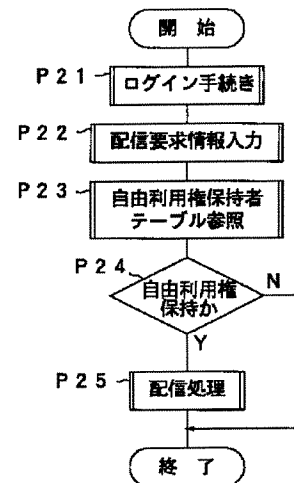 開 始
P21
ログイン手続き
P22
配信要求情報入力
P23
自由利用権保持者
テーブル参照
P24
自由利用権
保持か
N
Y
P25
配信処理
終 了